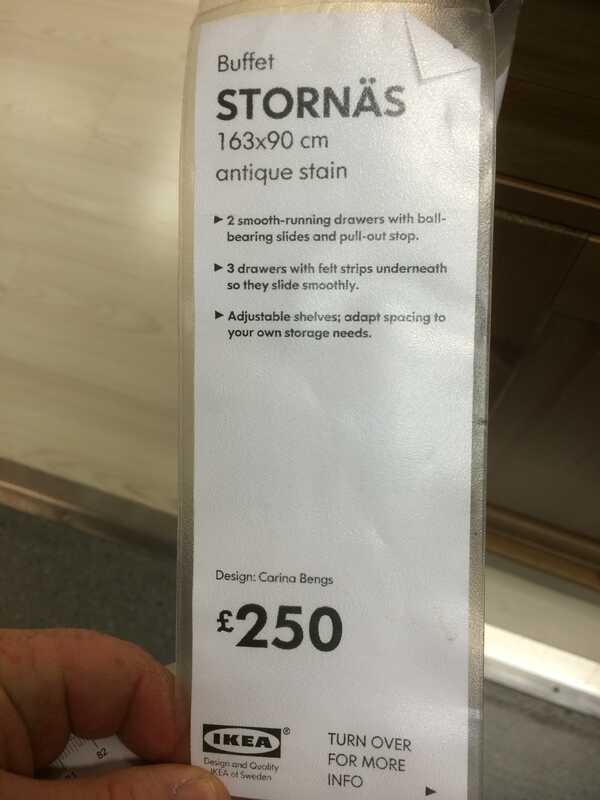 Buffet
STORNÄS
163x90 cm
antique stain
▶ 2 smooth-running drawers with ball-
bearing slides and pull-out stop.
▶ 3 drawers with felt strips underneath
so they slide smoothly.
▶ Adjustable shelves; adapt spacing to
your own storage needs.
Design: Carina Bengs
£250
IKEA®
Design and Quality
IKEA of Sweden
TURN OVER
FOR MORE
INFO ▶
82